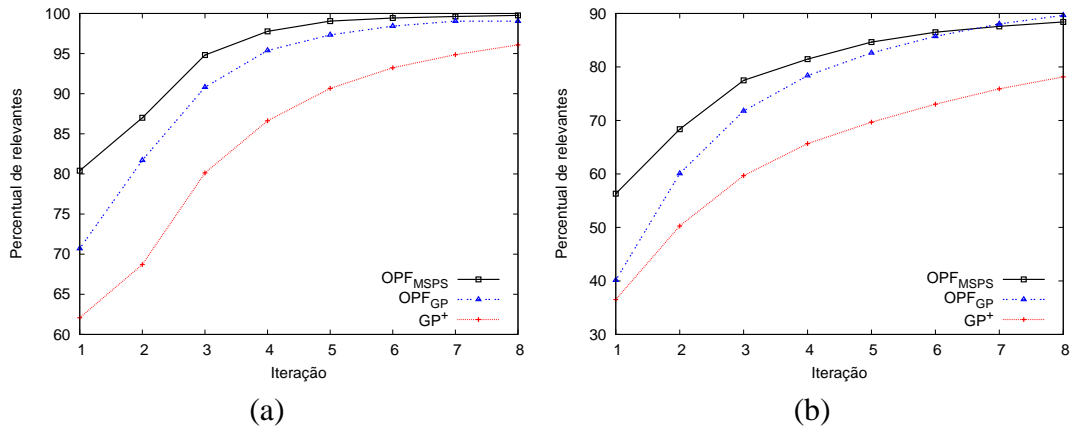 100
95
90
85
80
75
70
65
60
Percentual de relevantes
1 2 3 4 5 6 7 8
Iteração
OPF_MSPS
OPF_GP
GP⁺
(a)
90
80
70
60
50
40
30
Percentual de relevantes
1 2 3 4 5 6 7 8
Iteração
OPF_MSPS
OPF_GP
GP⁺
(b)